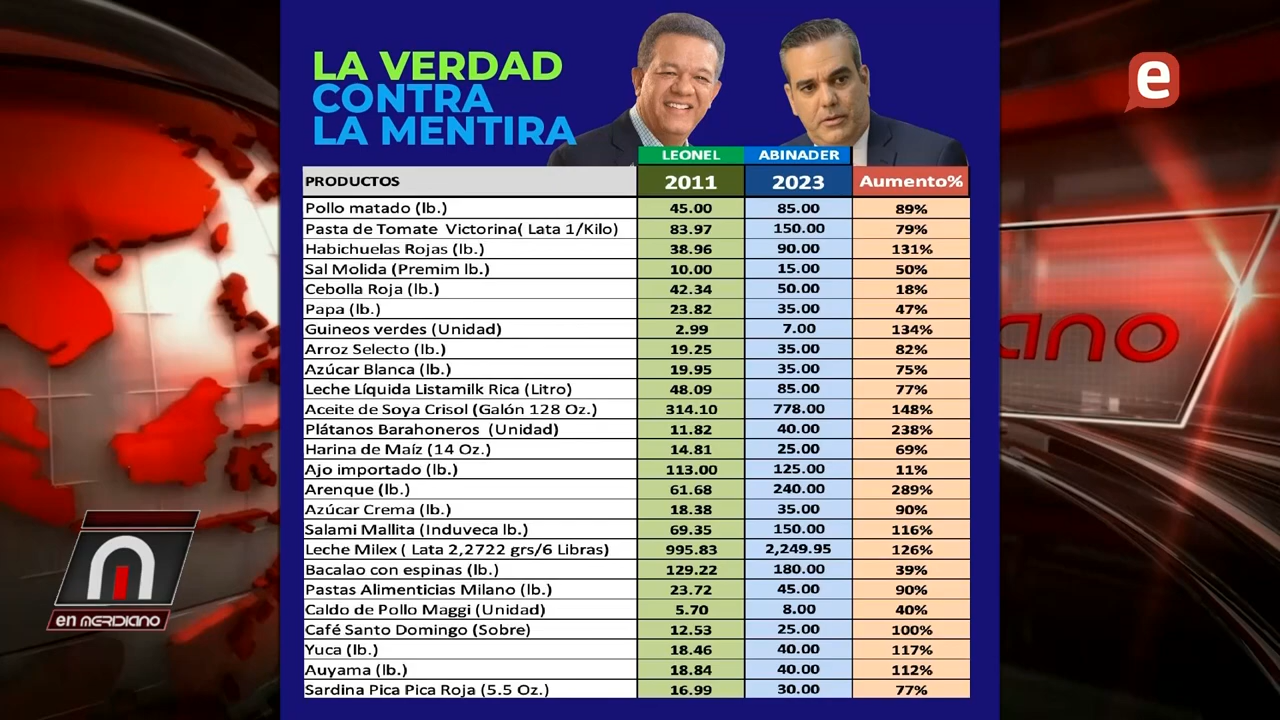 LA VERDAD
CONTRA
LA MENTIRA
e
LEONEL ABINADER
PRODUCTOS 2011 2023 Aumento%
Pollo matado (lb.) 45.00 85.00 89%
Pasta de Tomate Victorina( Lata 1/Kilo) 83.97 150.00 79%
Habichuelas Rojas (lb.) 38.96 90.00 131%
Sal Molida (Premim lb.) 10.00 15.00 50%
Cebolla Roja (lb.) 42.34 50.00 18%
Papa (lb.) 23.82 35.00 47%
Guineos verdes (Unidad) 2.99 7.00 134%
Arroz Selecto (lb.) 19.25 35.00 82%
Azúcar Blanca (lb.) 19.95 35.00 75%
Leche Líquida Listamilk Rica (Litro) 48.09 85.00 77%
Aceite de Soya Crisol (Galón 128 Oz.) 314.10 778.00 148%
Plátanos Barahoneros (Unidad) 11.82 40.00 238%
Harina de Maíz (14 Oz.) 14.81 25.00 69%
Ajo importado (lb.) 113.00 125.00 11%
Arenque (lb.) 61.68 240.00 289%
Azúcar Crema (lb.) 18.38 35.00 90%
Salami Mallita (Induveca lb.) 69.35 150.00 116%
Leche Milex ( Lata 2,2722 grs/6 Libras) 995.83 2,249.95 126%
Bacalao con espinas (lb.) 129.22 180.00 39%
Pastas Alimenticias Milano (lb.) 23.72 45.00 90%
Caldo de Pollo Maggi (Unidad) 5.70 8.00 40%
Café Santo Domingo (Sobre) 12.53 25.00 100%
Yuca (lb.) 18.46 40.00 117%
Auyama (lb.) 18.84 40.00 112%
Sardina Pica Pica Roja (5.5 Oz.) 16.99 30.00 77%
en MERIDIANO
ano